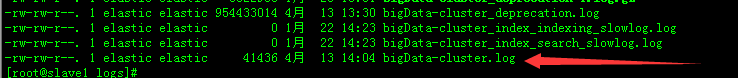 -rw-rw-r--. 1 elastic elastic 954433014 4月 13 13:30 bigData-cluster_deprecation.log
-rw-rw-r--. 1 elastic elastic 0 1月 22 14:23 bigData-cluster_index_indexing_slowlog.log
-rw-rw-r--. 1 elastic elastic 0 1月 22 14:23 bigData-cluster_index_search_slowlog.log
-rw-rw-r--. 1 elastic elastic 41436 4月 13 14:04 bigData-cluster.log
[root@slave1 logs]#